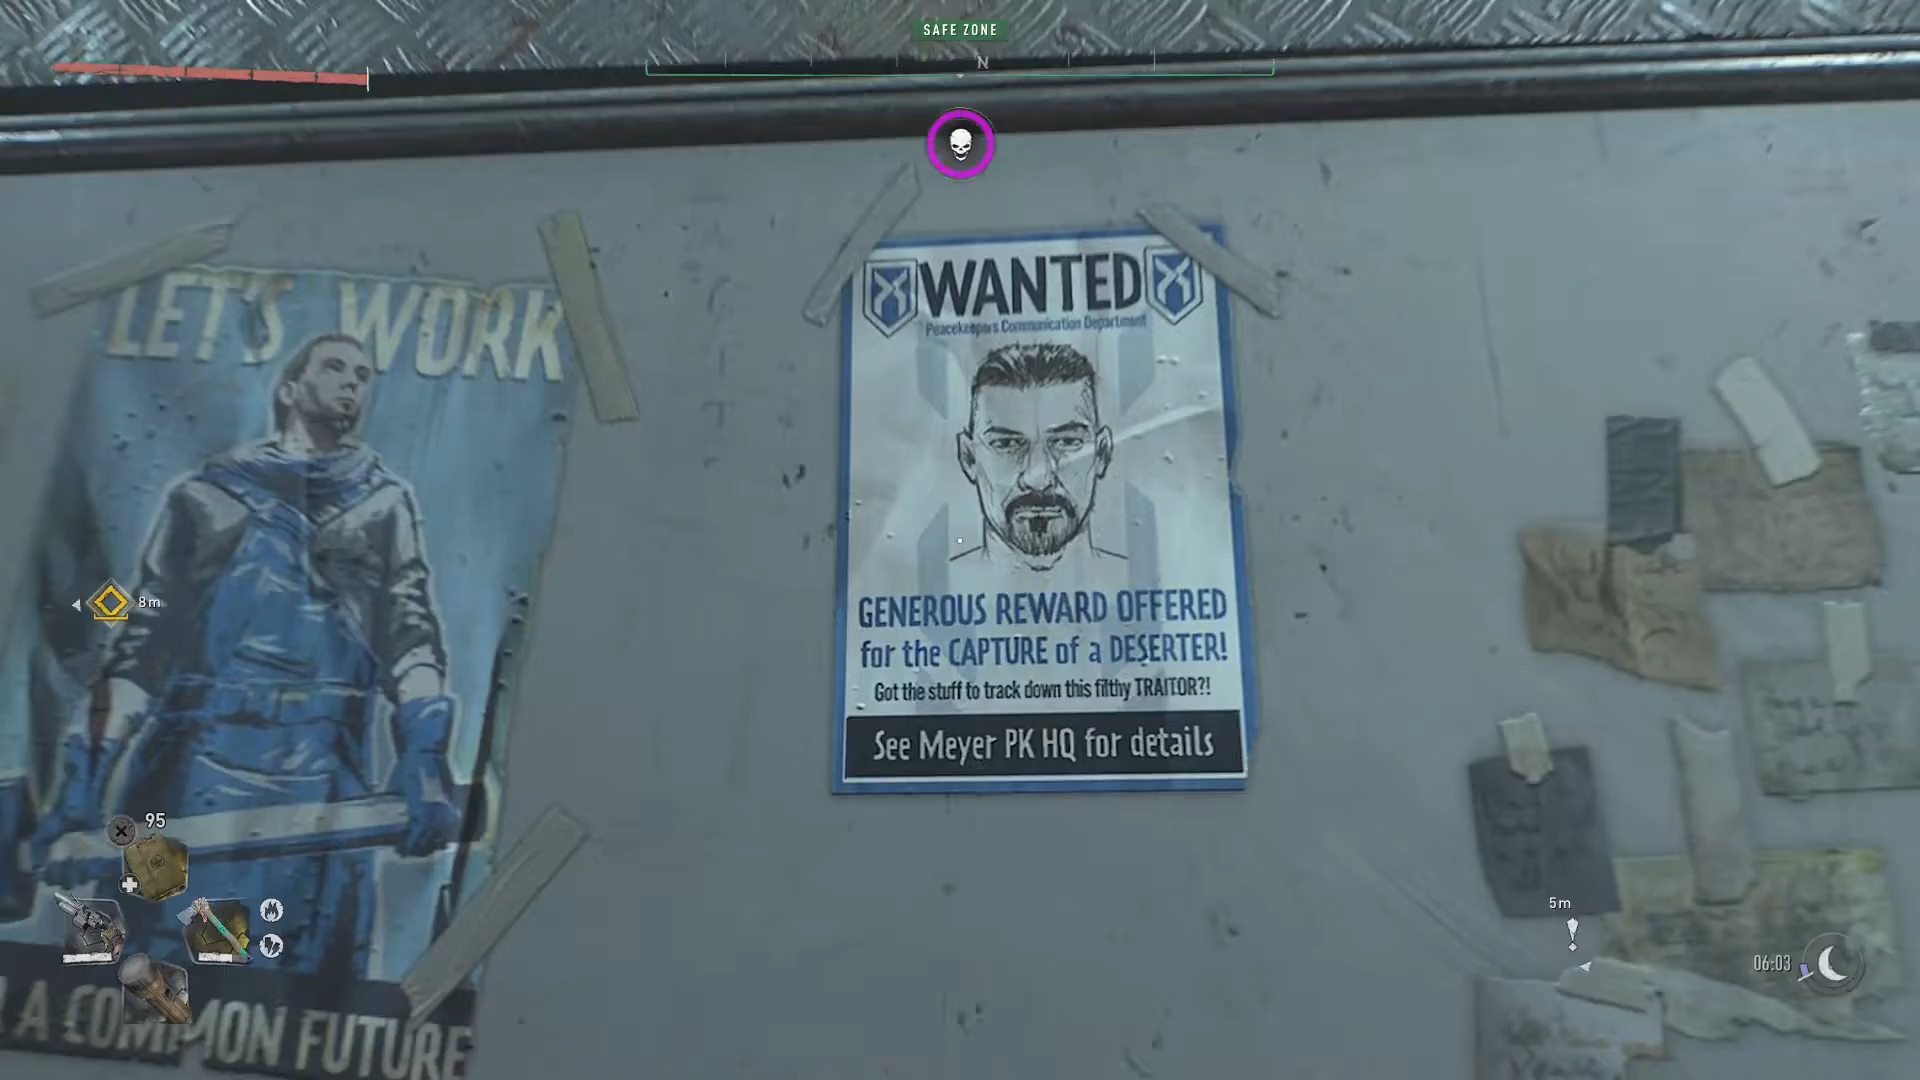 SAFE ZONE
N
LET'S WORK
WANTED
Peacekeepers Communication Department
GENEROUS REWARD OFFERED
for the CAPTURE of a DESERTER!
Got the stuff to track down this filthy TRAITOR?!
See Meyer PK HQ for details
8m
95
A COMMON FUTURE
5m
06:03